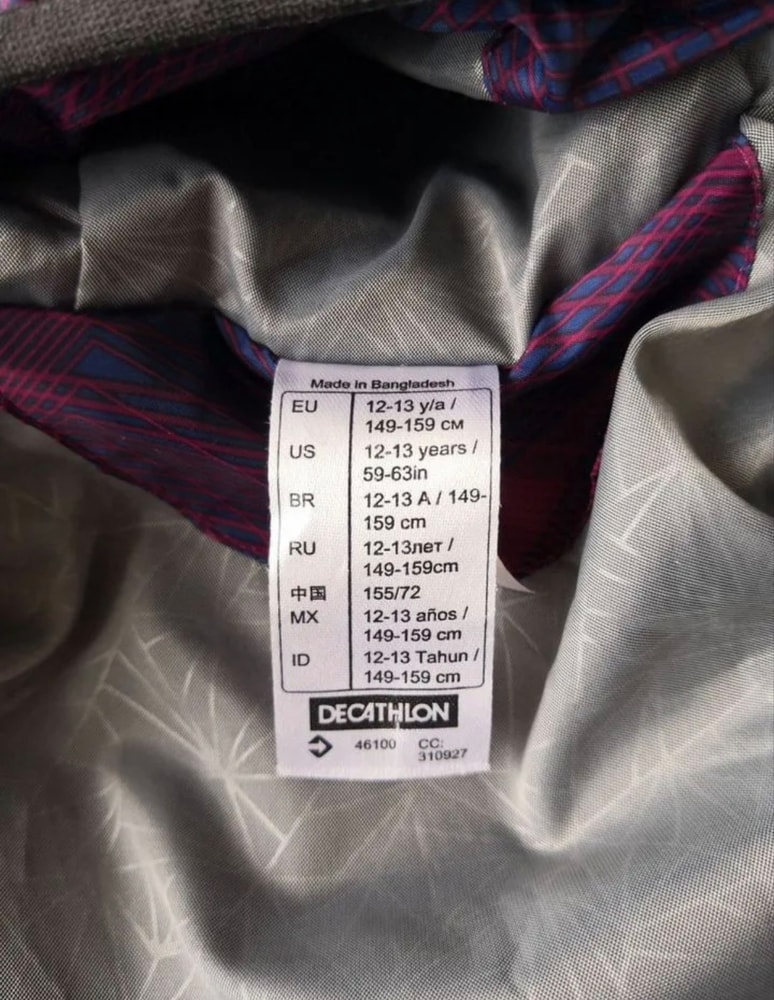 Made in Bangladesh
EU 12-13 y/a /
149-159 см
US 12-13 years /
59-63in
BR 12-13 A / 149-
159 cm
RU 12-13лет /
149-159cm
中国 155/72
MX 12-13 años /
149-159 cm
ID 12-13 Tahun /
149-159 cm
DECATHLON
46100 CC:
310927